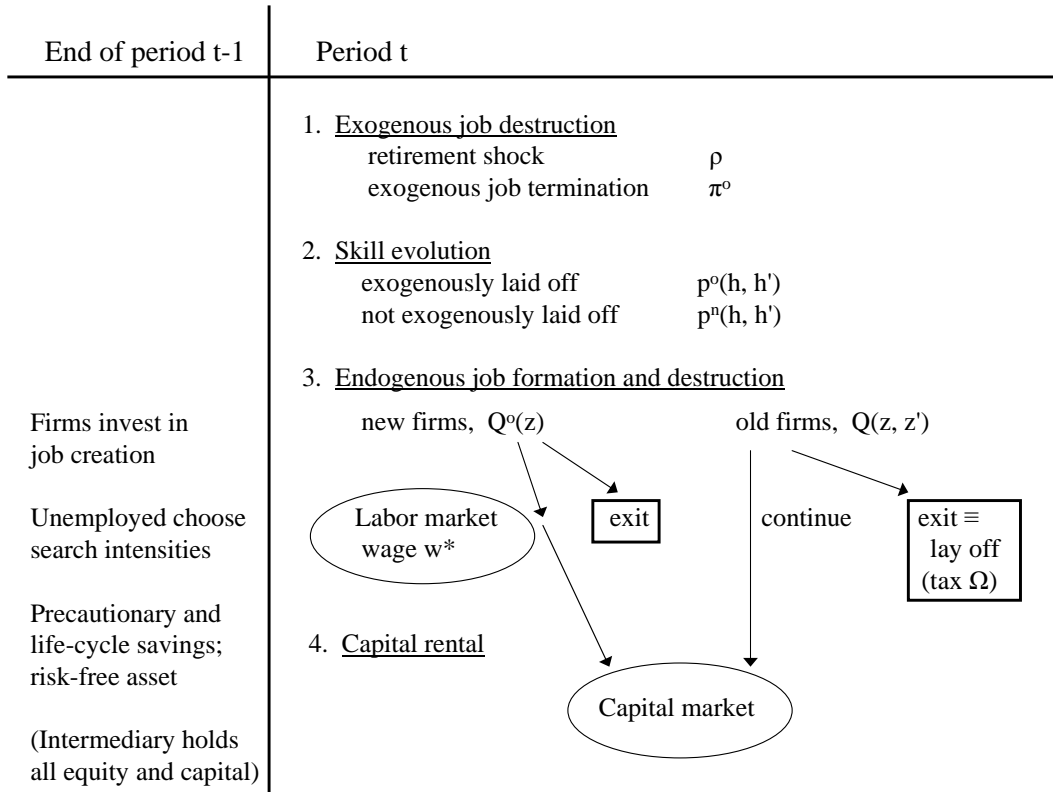 End of period t-1
Period t
1. Exogenous job destruction
retirement shock ρ
exogenous job termination πᵒ
2. Skill evolution
exogenously laid off pᵒ(h, h')
not exogenously laid off pⁿ(h, h')
3. Endogenous job formation and destruction
new firms, Qᵒ(z)
old firms, Q(z, z')
Labor market
wage w*
exit
continue
exit ≡
lay off
(tax Ω)
4. Capital rental
Capital market
Firms invest in
job creation
Unemployed choose
search intensities
Precautionary and
life-cycle savings;
risk-free asset
(Intermediary holds
all equity and capital)